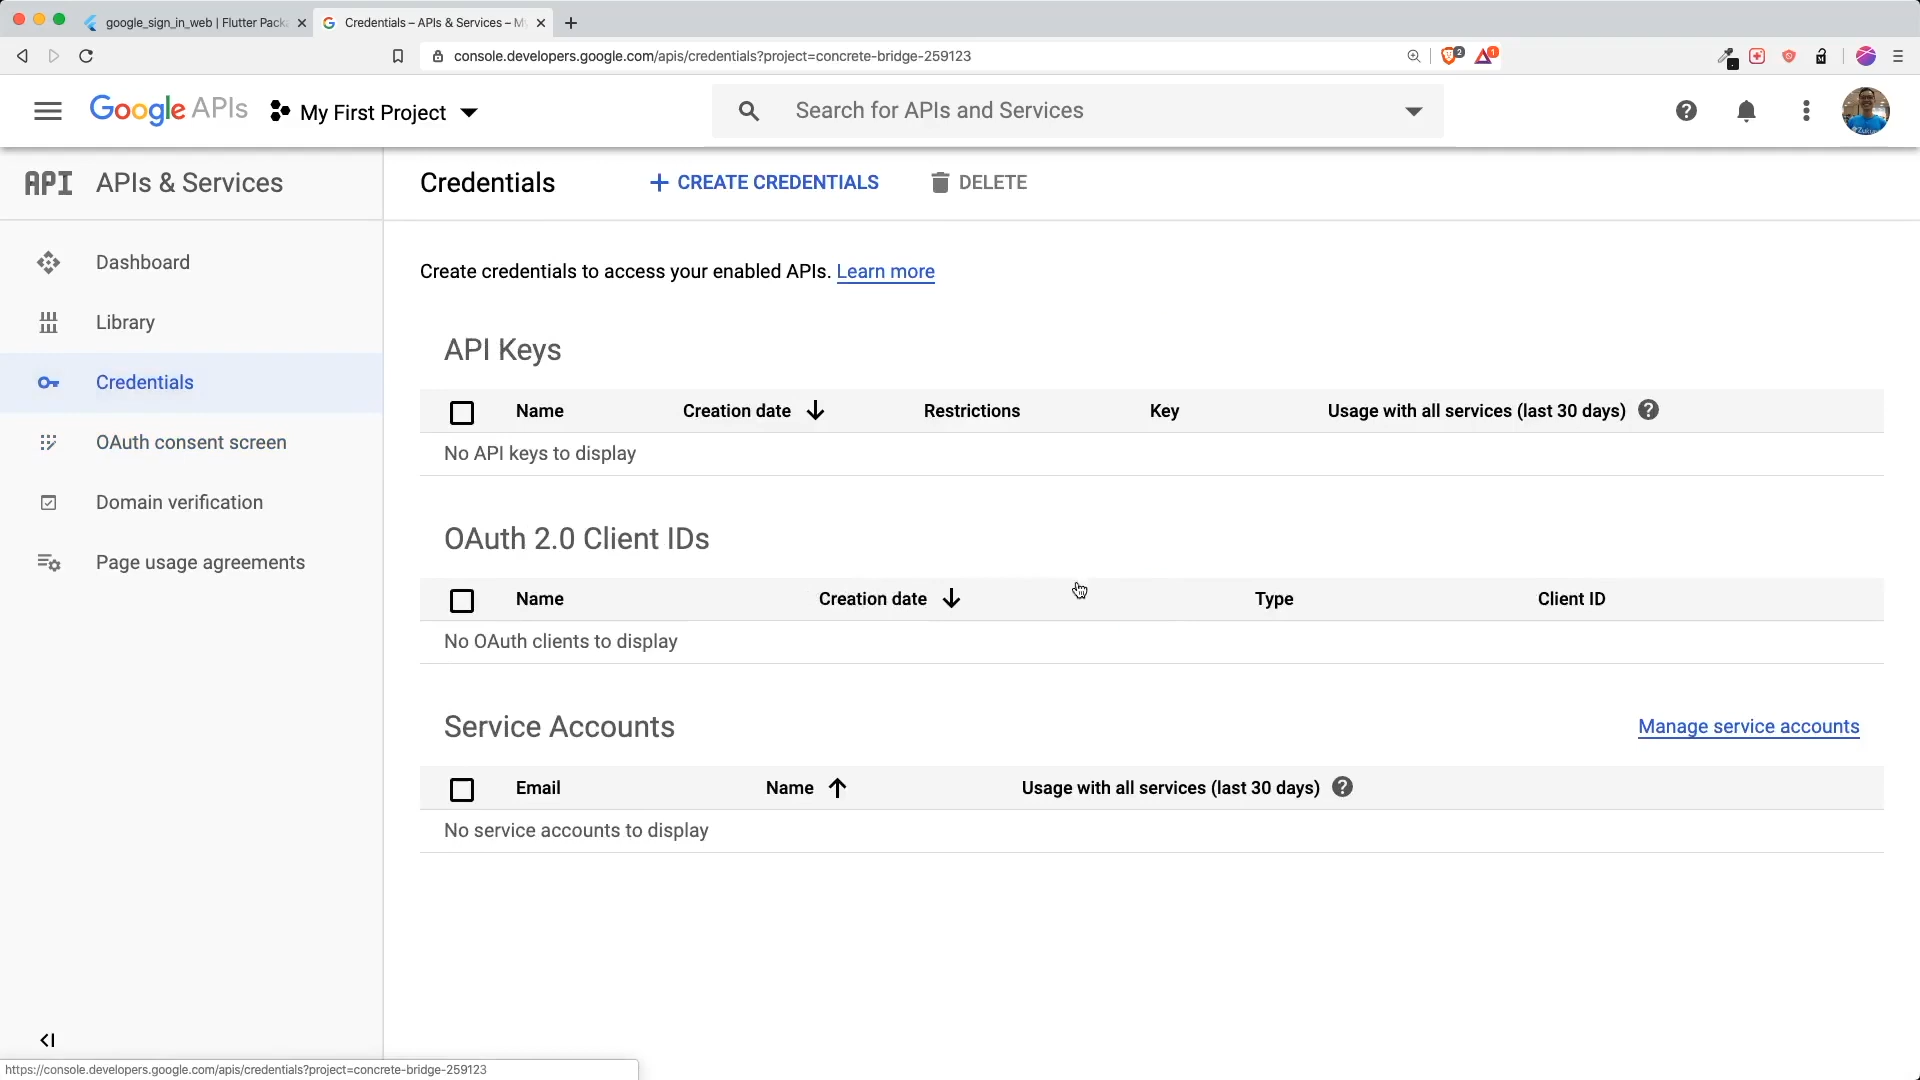 google_sign_in_web | Flutter Pack
Credentials – APIs & Services – M
console.developers.google.com/apis/credentials?project=concrete-bridge-259123
2
1
Google APIs
My First Project
Search for APIs and Services
API APIs & Services
Credentials
CREATE CREDENTIALS
DELETE
Dashboard
Library
Credentials
OAuth consent screen
Domain verification
Page usage agreements
Create credentials to access your enabled APIs. Learn more
API Keys
Name Creation date Restrictions Key Usage with all services (last 30 days)
No API keys to display
OAuth 2.0 Client IDs
Name Creation date Type Client ID
No OAuth clients to display
Service Accounts
Manage service accounts
Email Name Usage with all services (last 30 days)
No service accounts to display
https://console.developers.google.com/apis/credentials?project=concrete-bridge-259123